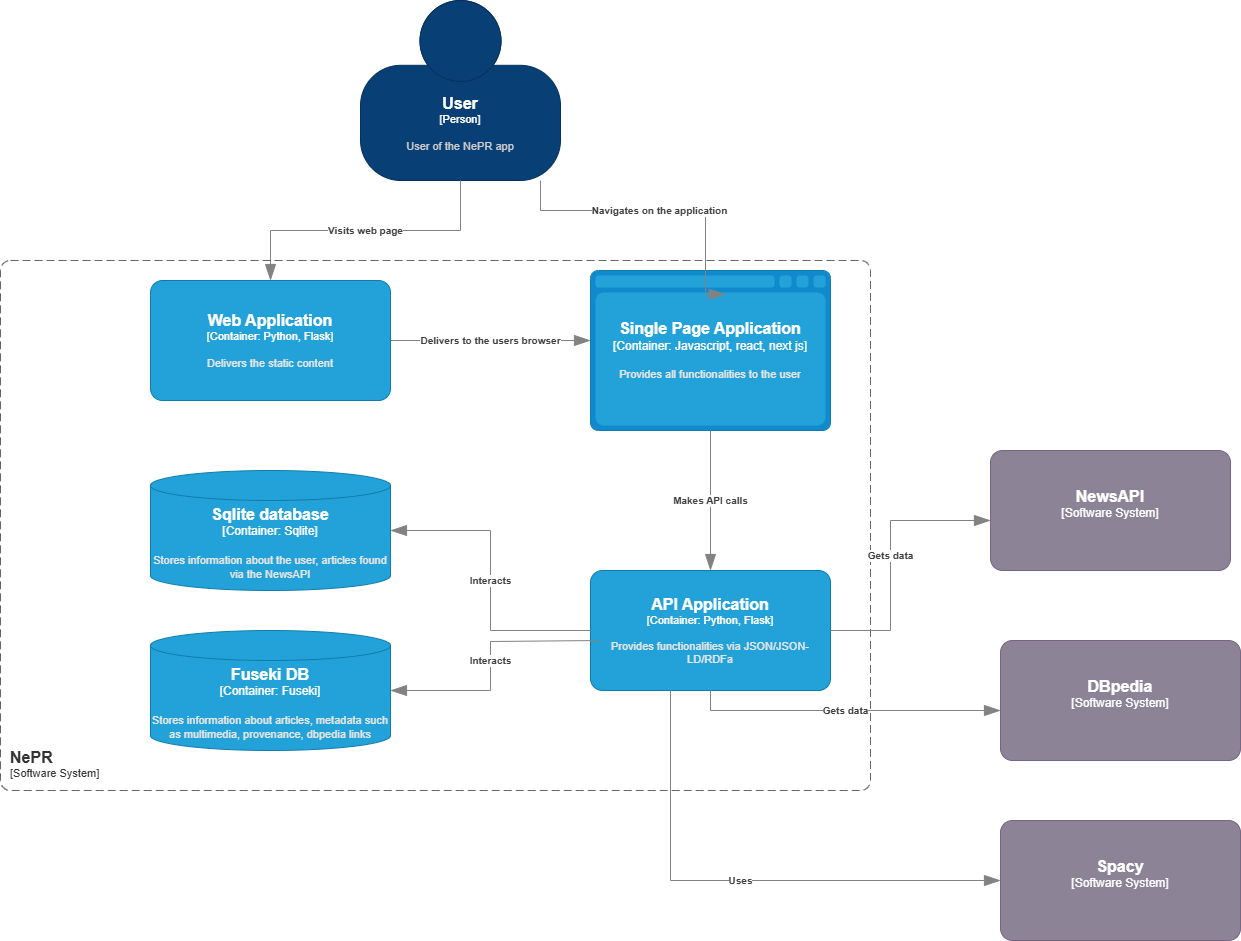 User
[Person]
User of the NePR app
Navigates on the application
Visits web page
Web Application
[Container: Python, Flask]
Delivers the static content
Delivers to the users browser
Single Page Application
[Container: Javascript, react, next js]
Provides all functionalities to the user
Makes API calls
NewsAPI
[Software System]
Sqlite database
[Container: Sqlite]
Stores information about the user, articles found
via the NewsAPI
Interacts
Gets data
API Application
[Container: Python, Flask]
Provides functionalities via JSON/JSON-
LD/RDFa
Fuseki DB
[Container: Fuseki]
Stores information about articles, metadata such
as multimedia, provenance, dbpedia links
Interacts
Gets data
DBpedia
[Software System]
NePR
[Software System]
Uses
Spacy
[Software System]